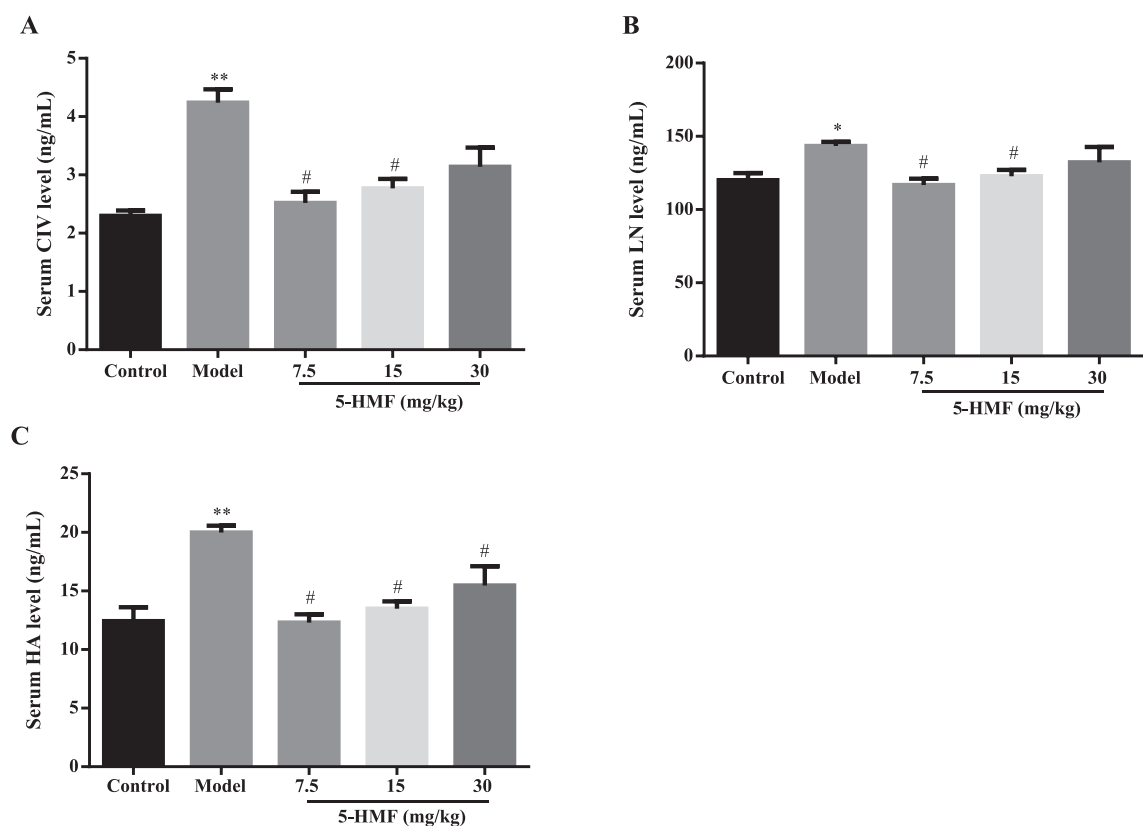 A
Serum CIV level (ng/mL)
5
4
3
2
1
0
**
#
#
Control Model 7.5 15 30
5-HMF (mg/kg)
B
Serum LN level (ng/mL)
200
150
100
50
0
*
#
#
Control Model 7.5 15 30
5-HMF (mg/kg)
C
Serum HA level (ng/mL)
25
20
15
10
5
0
**
#
#
#
Control Model 7.5 15 30
5-HMF (mg/kg)